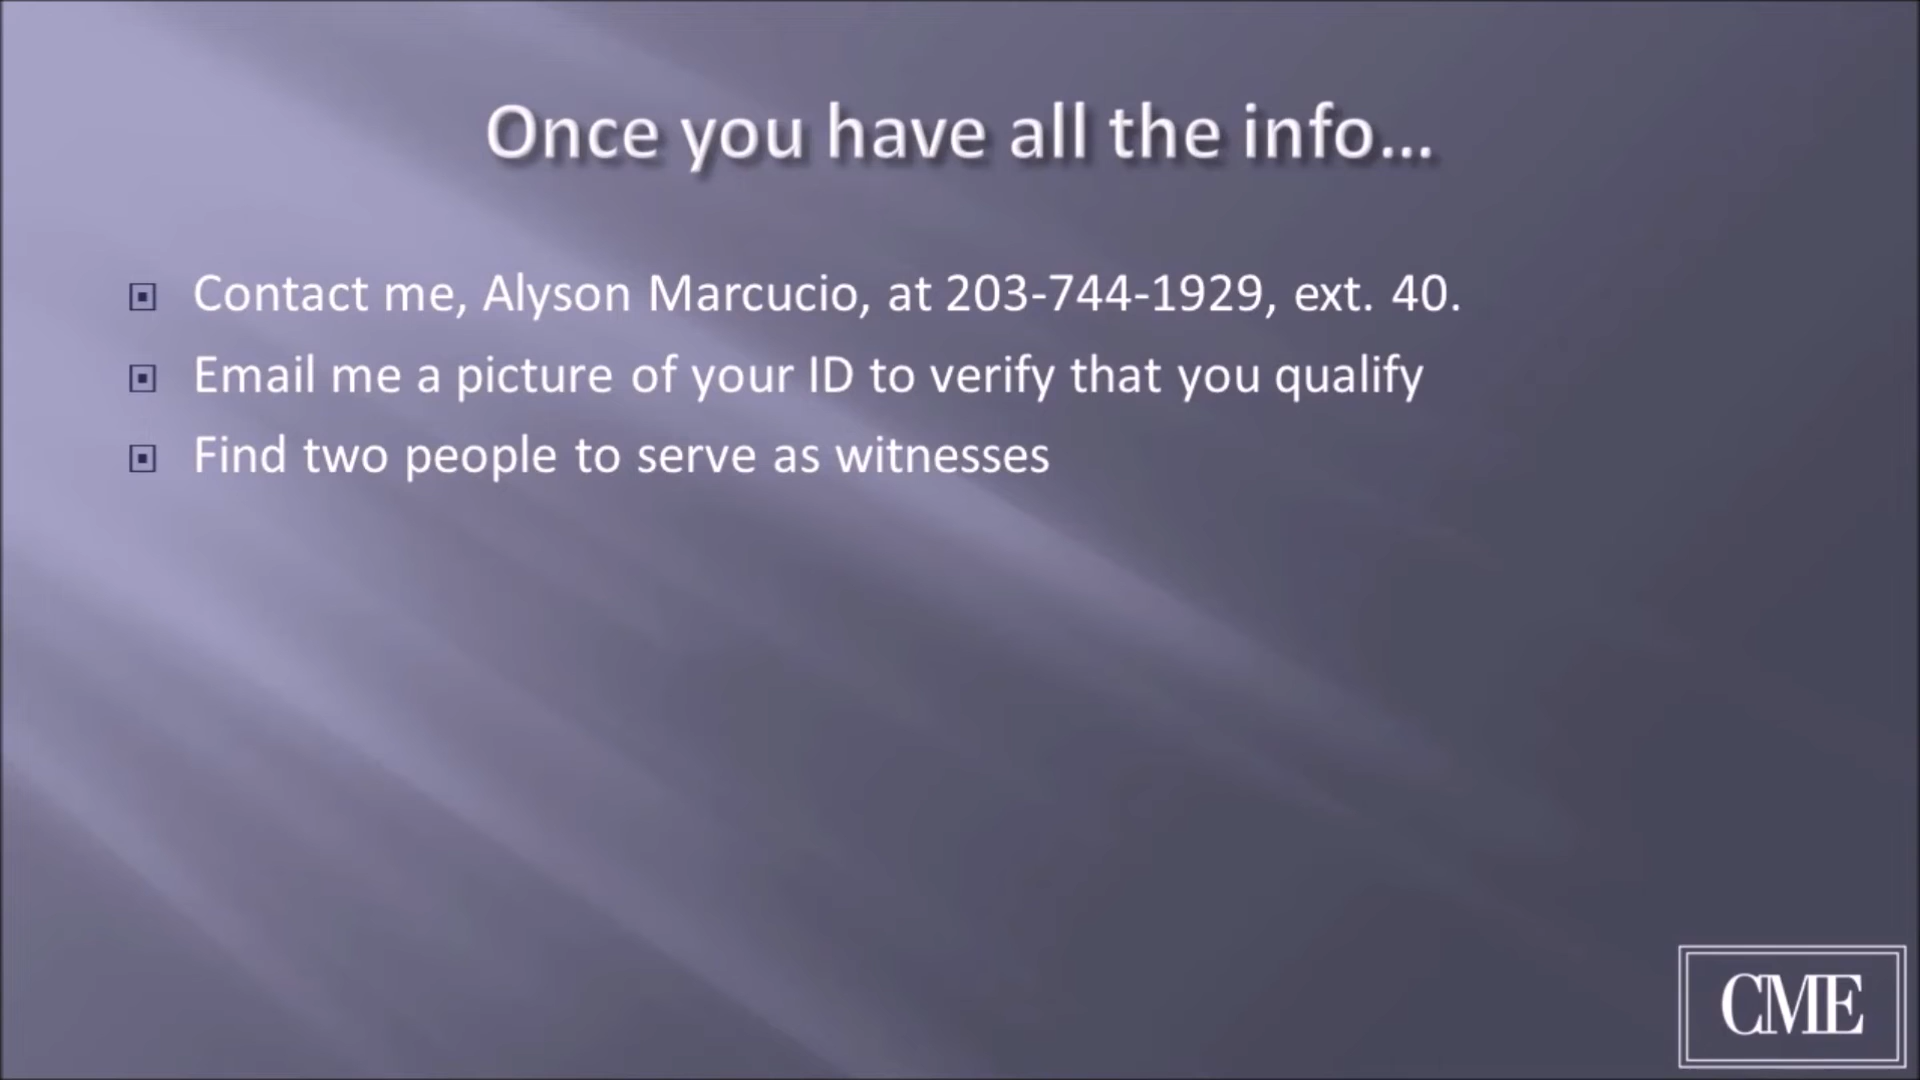 Once you have all the info...
Contact me, Alyson Marcucio, at 203-744-1929, ext. 40.
Email me a picture of your ID to verify that you qualify
Find two people to serve as witnesses
CME